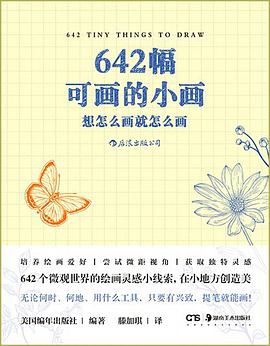 642 TINY THINGS TO DRAW
642幅
可画的小画
想怎么画就怎么画
后浪出版公司
培养绘画爱好｜尝试微距视角｜获取独特灵感
642个微观世界的绘画灵感小线索，在小地方创造美
无论何时、何地、用什么工具，只要有兴致，提笔就能画！
美国编年出版社｜编著 滕加琪｜译
CTS 湖南美术出版社